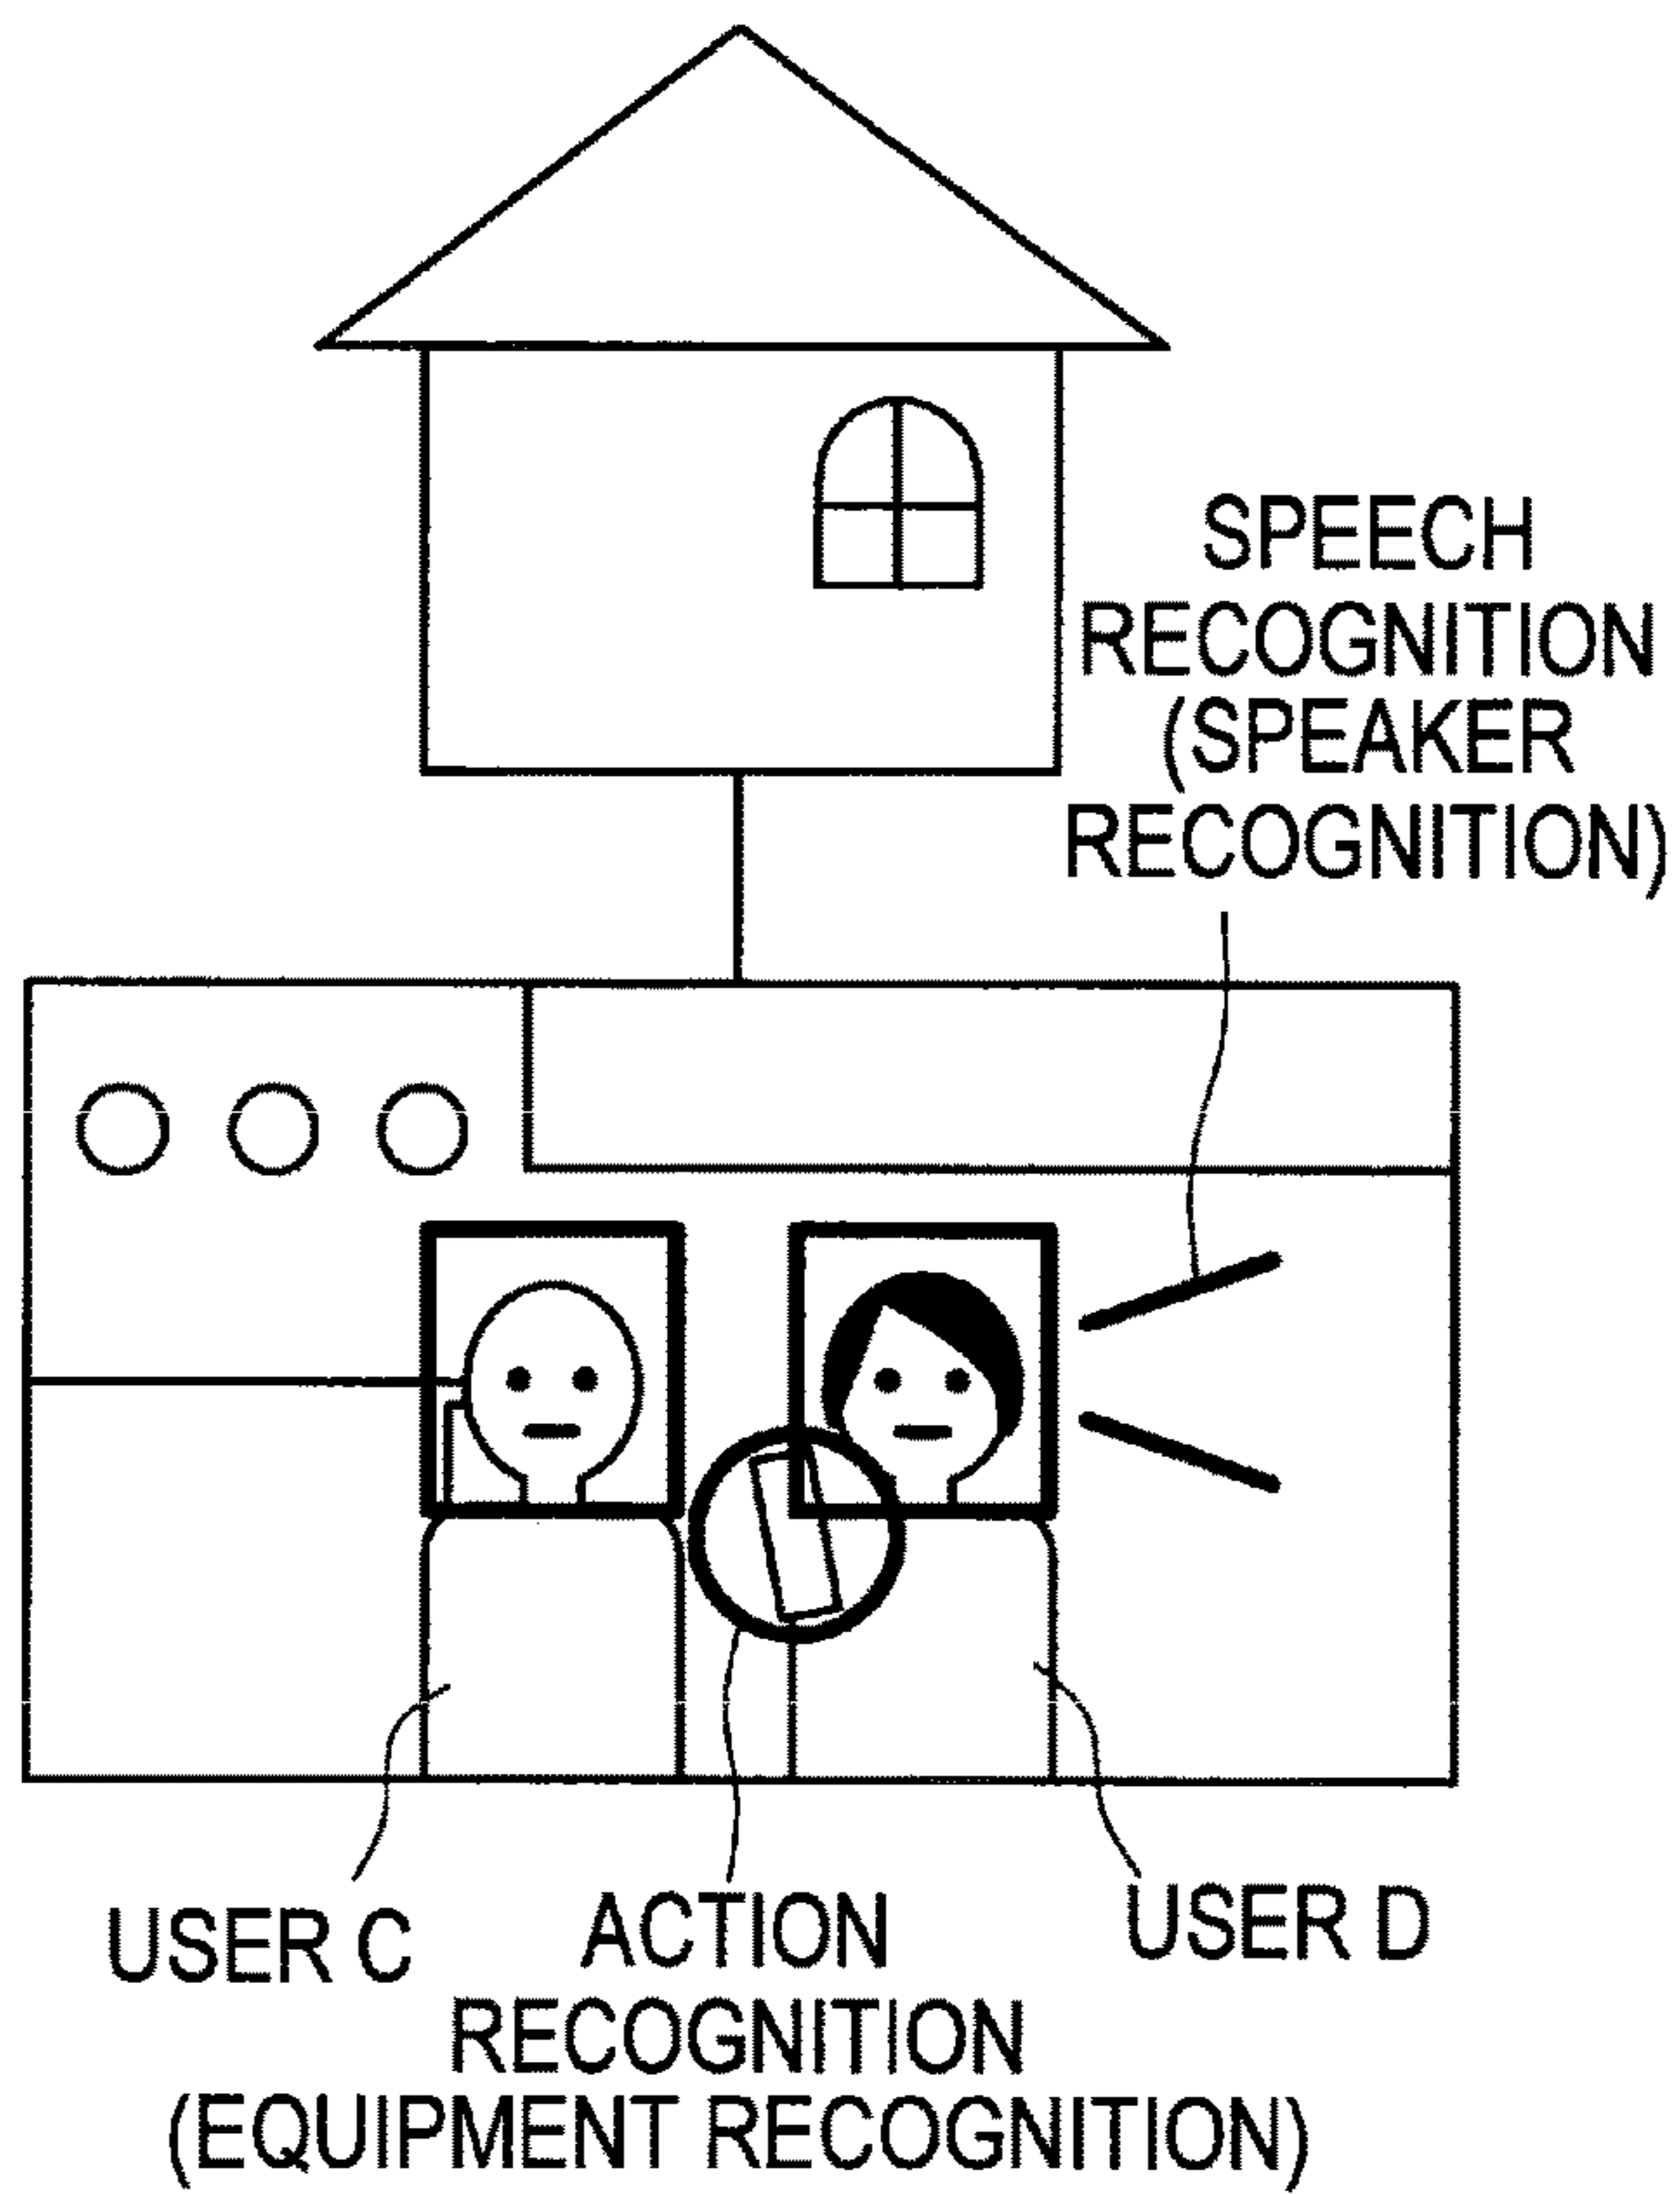 SPEECH
RECOGNITION
(SPEAKER
RECOGNITION)
USER C
ACTION
RECOGNITION
(EQUIPMENT RECOGNITION)
USER D